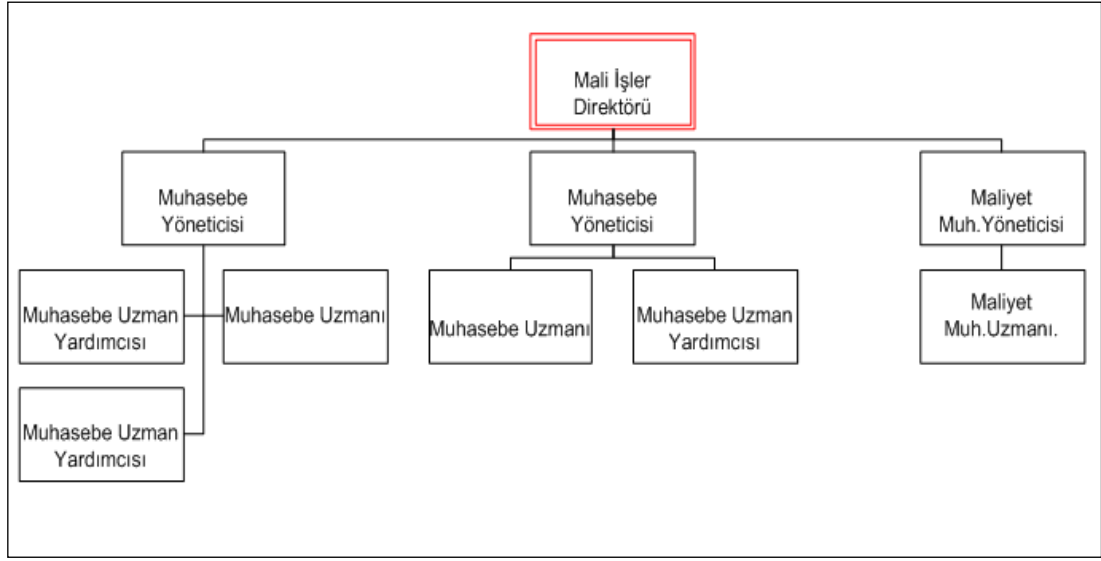 Mali İşler
Direktörü
Muhasebe
Yöneticisi
Muhasebe
Yöneticisi
Maliyet
Muh.Yöneticisi
Muhasebe Uzman
Yardımcısı
Muhasebe Uzmanı
Muhasebe Uzmanı
Muhasebe Uzman
Yardımcısı
Maliyet
Muh.Uzmanı.
Muhasebe Uzman
Yardımcısı